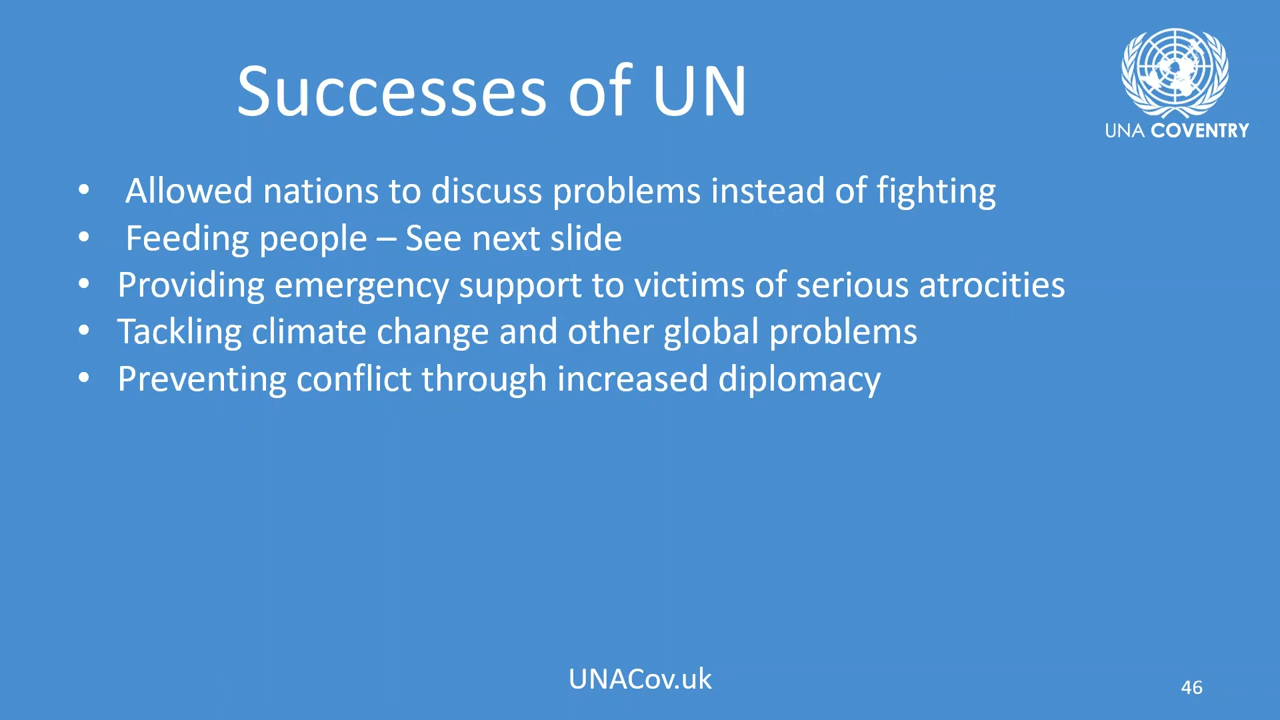 Successes of UN
UNA COVENTRY
• Allowed nations to discuss problems instead of fighting
• Feeding people – See next slide
• Providing emergency support to victims of serious atrocities
• Tackling climate change and other global problems
• Preventing conflict through increased diplomacy
UNACov.uk
46